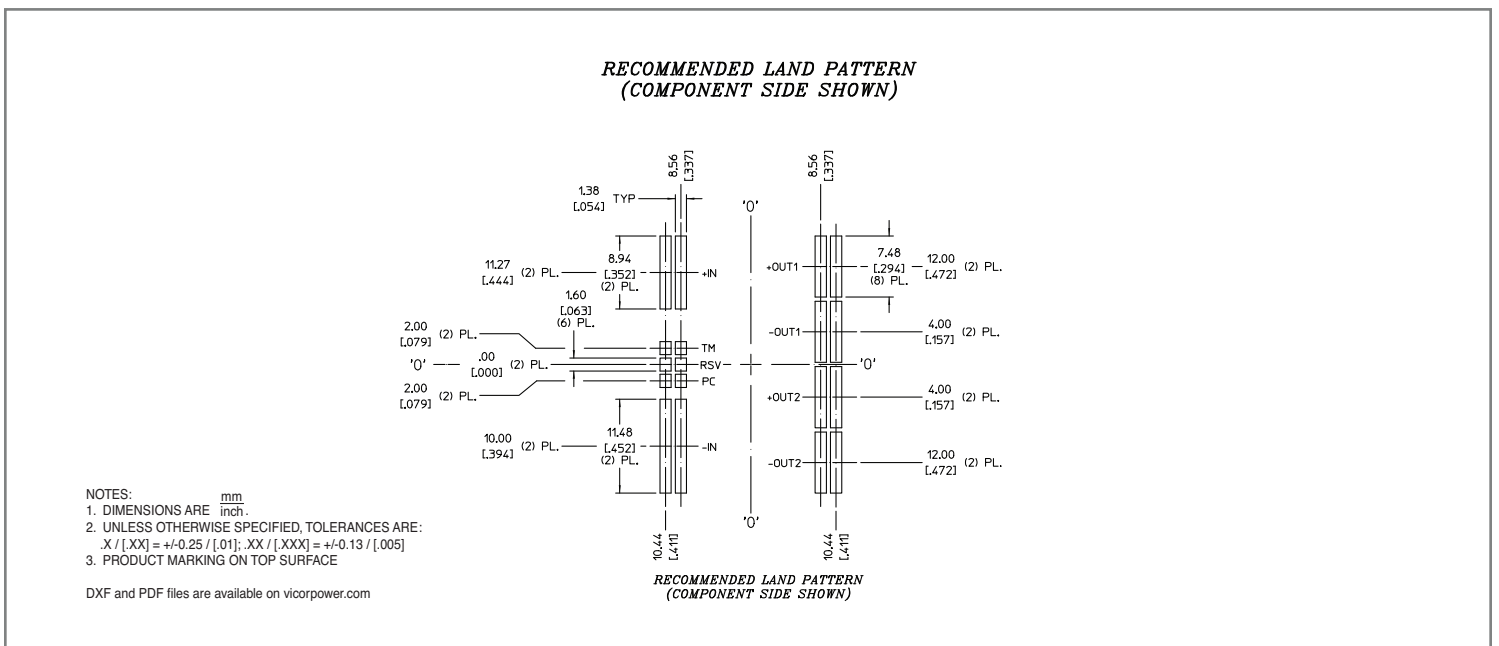 RECOMMENDED LAND PATTERN
(COMPONENT SIDE SHOWN)
8.56
[.337]
8.56
[.337]
1.38
[.054]
TYP
'0'
11.27
[.444]
(2) PL.
8.94
[.352]
(2) PL.
+IN
+OUT1
7.48
[.294]
(8) PL.
12.00
[.472]
(2) PL.
1.60
[.063]
(6) PL.
2.00
[.079]
(2) PL.
TM
-OUT1
4.00
[.157]
(2) PL.
'0'
.00
[.000]
(2) PL.
RSV
'0'
2.00
[.079]
(2) PL.
PC
+OUT2
4.00
[.157]
(2) PL.
10.00
[.394]
(2) PL.
11.48
[.452]
(2) PL.
-IN
-OUT2
12.00
[.472]
(2) PL.
'0'
10.44
[.411]
10.44
[.411]
RECOMMENDED LAND PATTERN
(COMPONENT SIDE SHOWN)
NOTES:
mm
1. DIMENSIONS ARE inch.
2. UNLESS OTHERWISE SPECIFIED, TOLERANCES ARE:
.X / [.XX] = +/-0.25 / [.01]; .XX / [.XXX] = +/-0.13 / [.005]
3. PRODUCT MARKING ON TOP SURFACE
DXF and PDF files are available on vicorpower.com